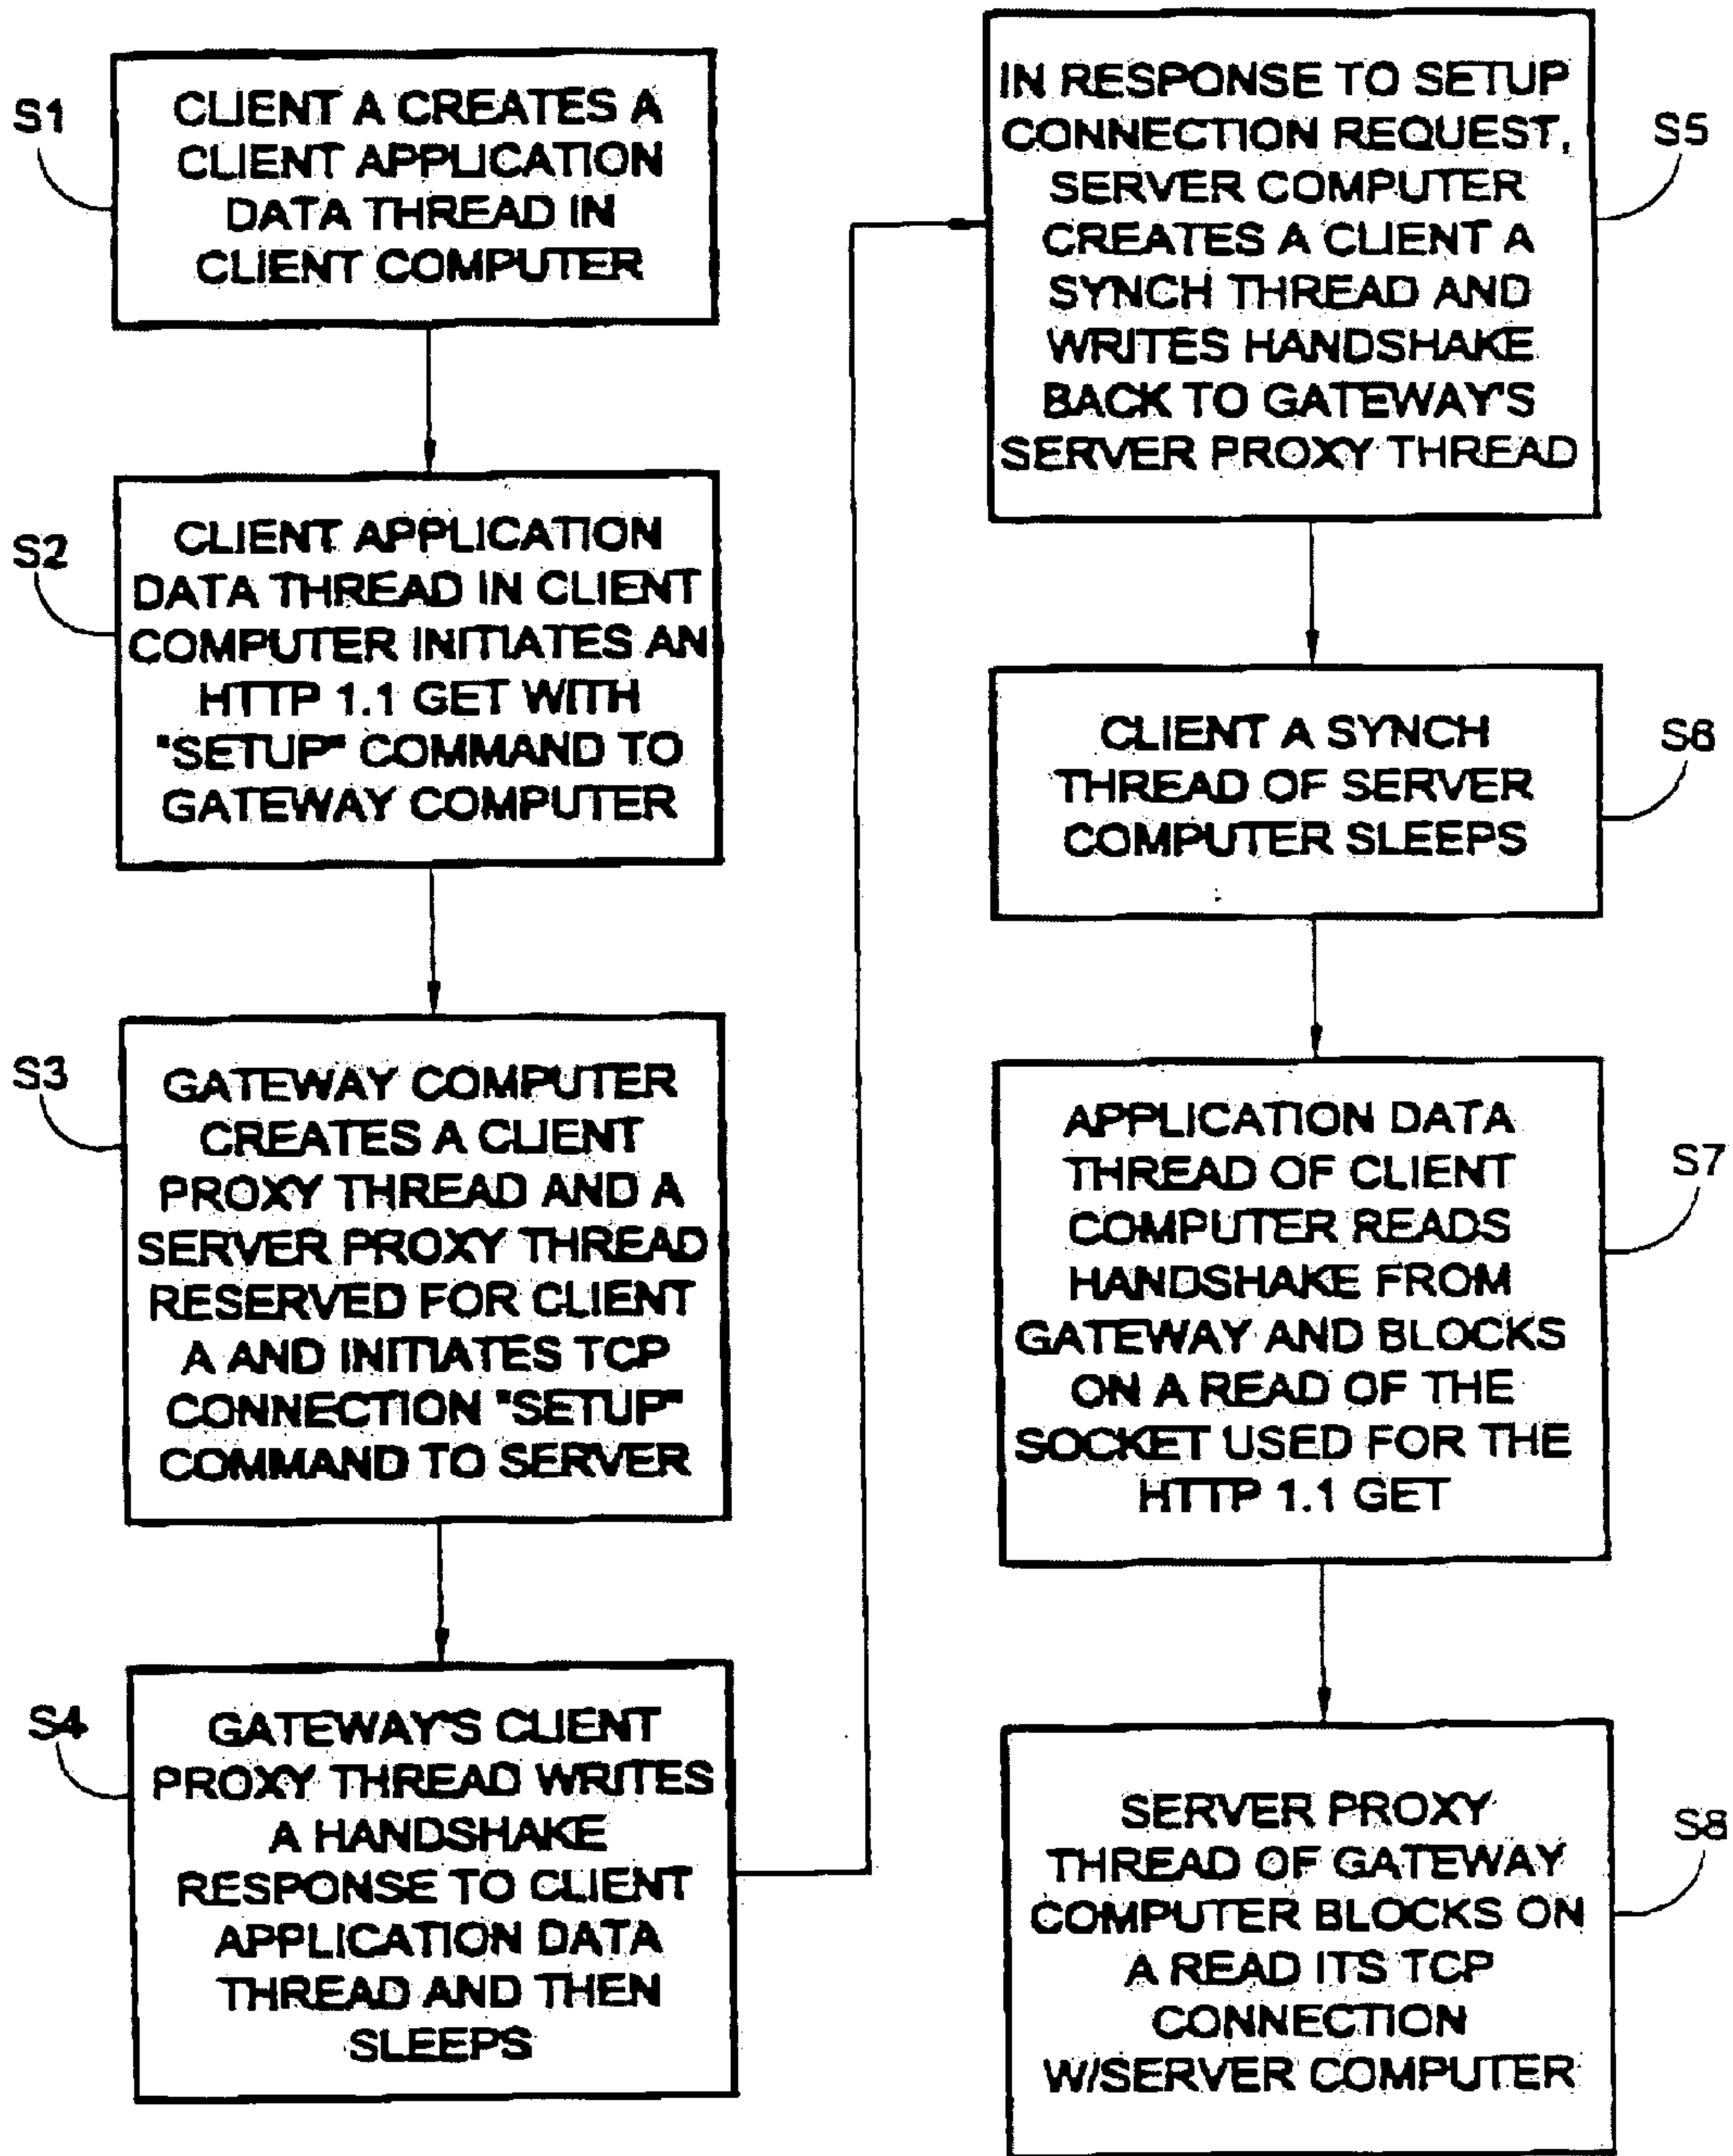 S1
CLIENT A CREATES A
CLIENT APPLICATION
DATA THREAD IN
CLIENT COMPUTER
S2
CLIENT APPLICATION
DATA THREAD IN CLIENT
COMPUTER INITIATES AN
HTTP 1.1 GET WITH
"SETUP" COMMAND TO
GATEWAY COMPUTER
S3
GATEWAY COMPUTER
CREATES A CLIENT
PROXY THREAD AND A
SERVER PROXY THREAD
RESERVED FOR CLIENT
A AND INITIATES TCP
CONNECTION "SETUP"
COMMAND TO SERVER
S4
GATEWAY'S CLIENT
PROXY THREAD WRITES
A HANDSHAKE
RESPONSE TO CLIENT
APPLICATION DATA
THREAD AND THEN
SLEEPS
IN RESPONSE TO SETUP
CONNECTION REQUEST,
SERVER COMPUTER
CREATES A CLIENT A
SYNCH THREAD AND
WRITES HANDSHAKE
BACK TO GATEWAY'S
SERVER PROXY THREAD
S5
CLIENT A SYNCH
THREAD OF SERVER
COMPUTER SLEEPS
S6
APPLICATION DATA
THREAD OF CLIENT
COMPUTER READS
HANDSHAKE FROM
GATEWAY AND BLOCKS
ON A READ OF THE
SOCKET USED FOR THE
HTTP 1.1 GET
S7
SERVER PROXY
THREAD OF GATEWAY
COMPUTER BLOCKS ON
A READ ITS TCP
CONNECTION
W/SERVER COMPUTER
S8